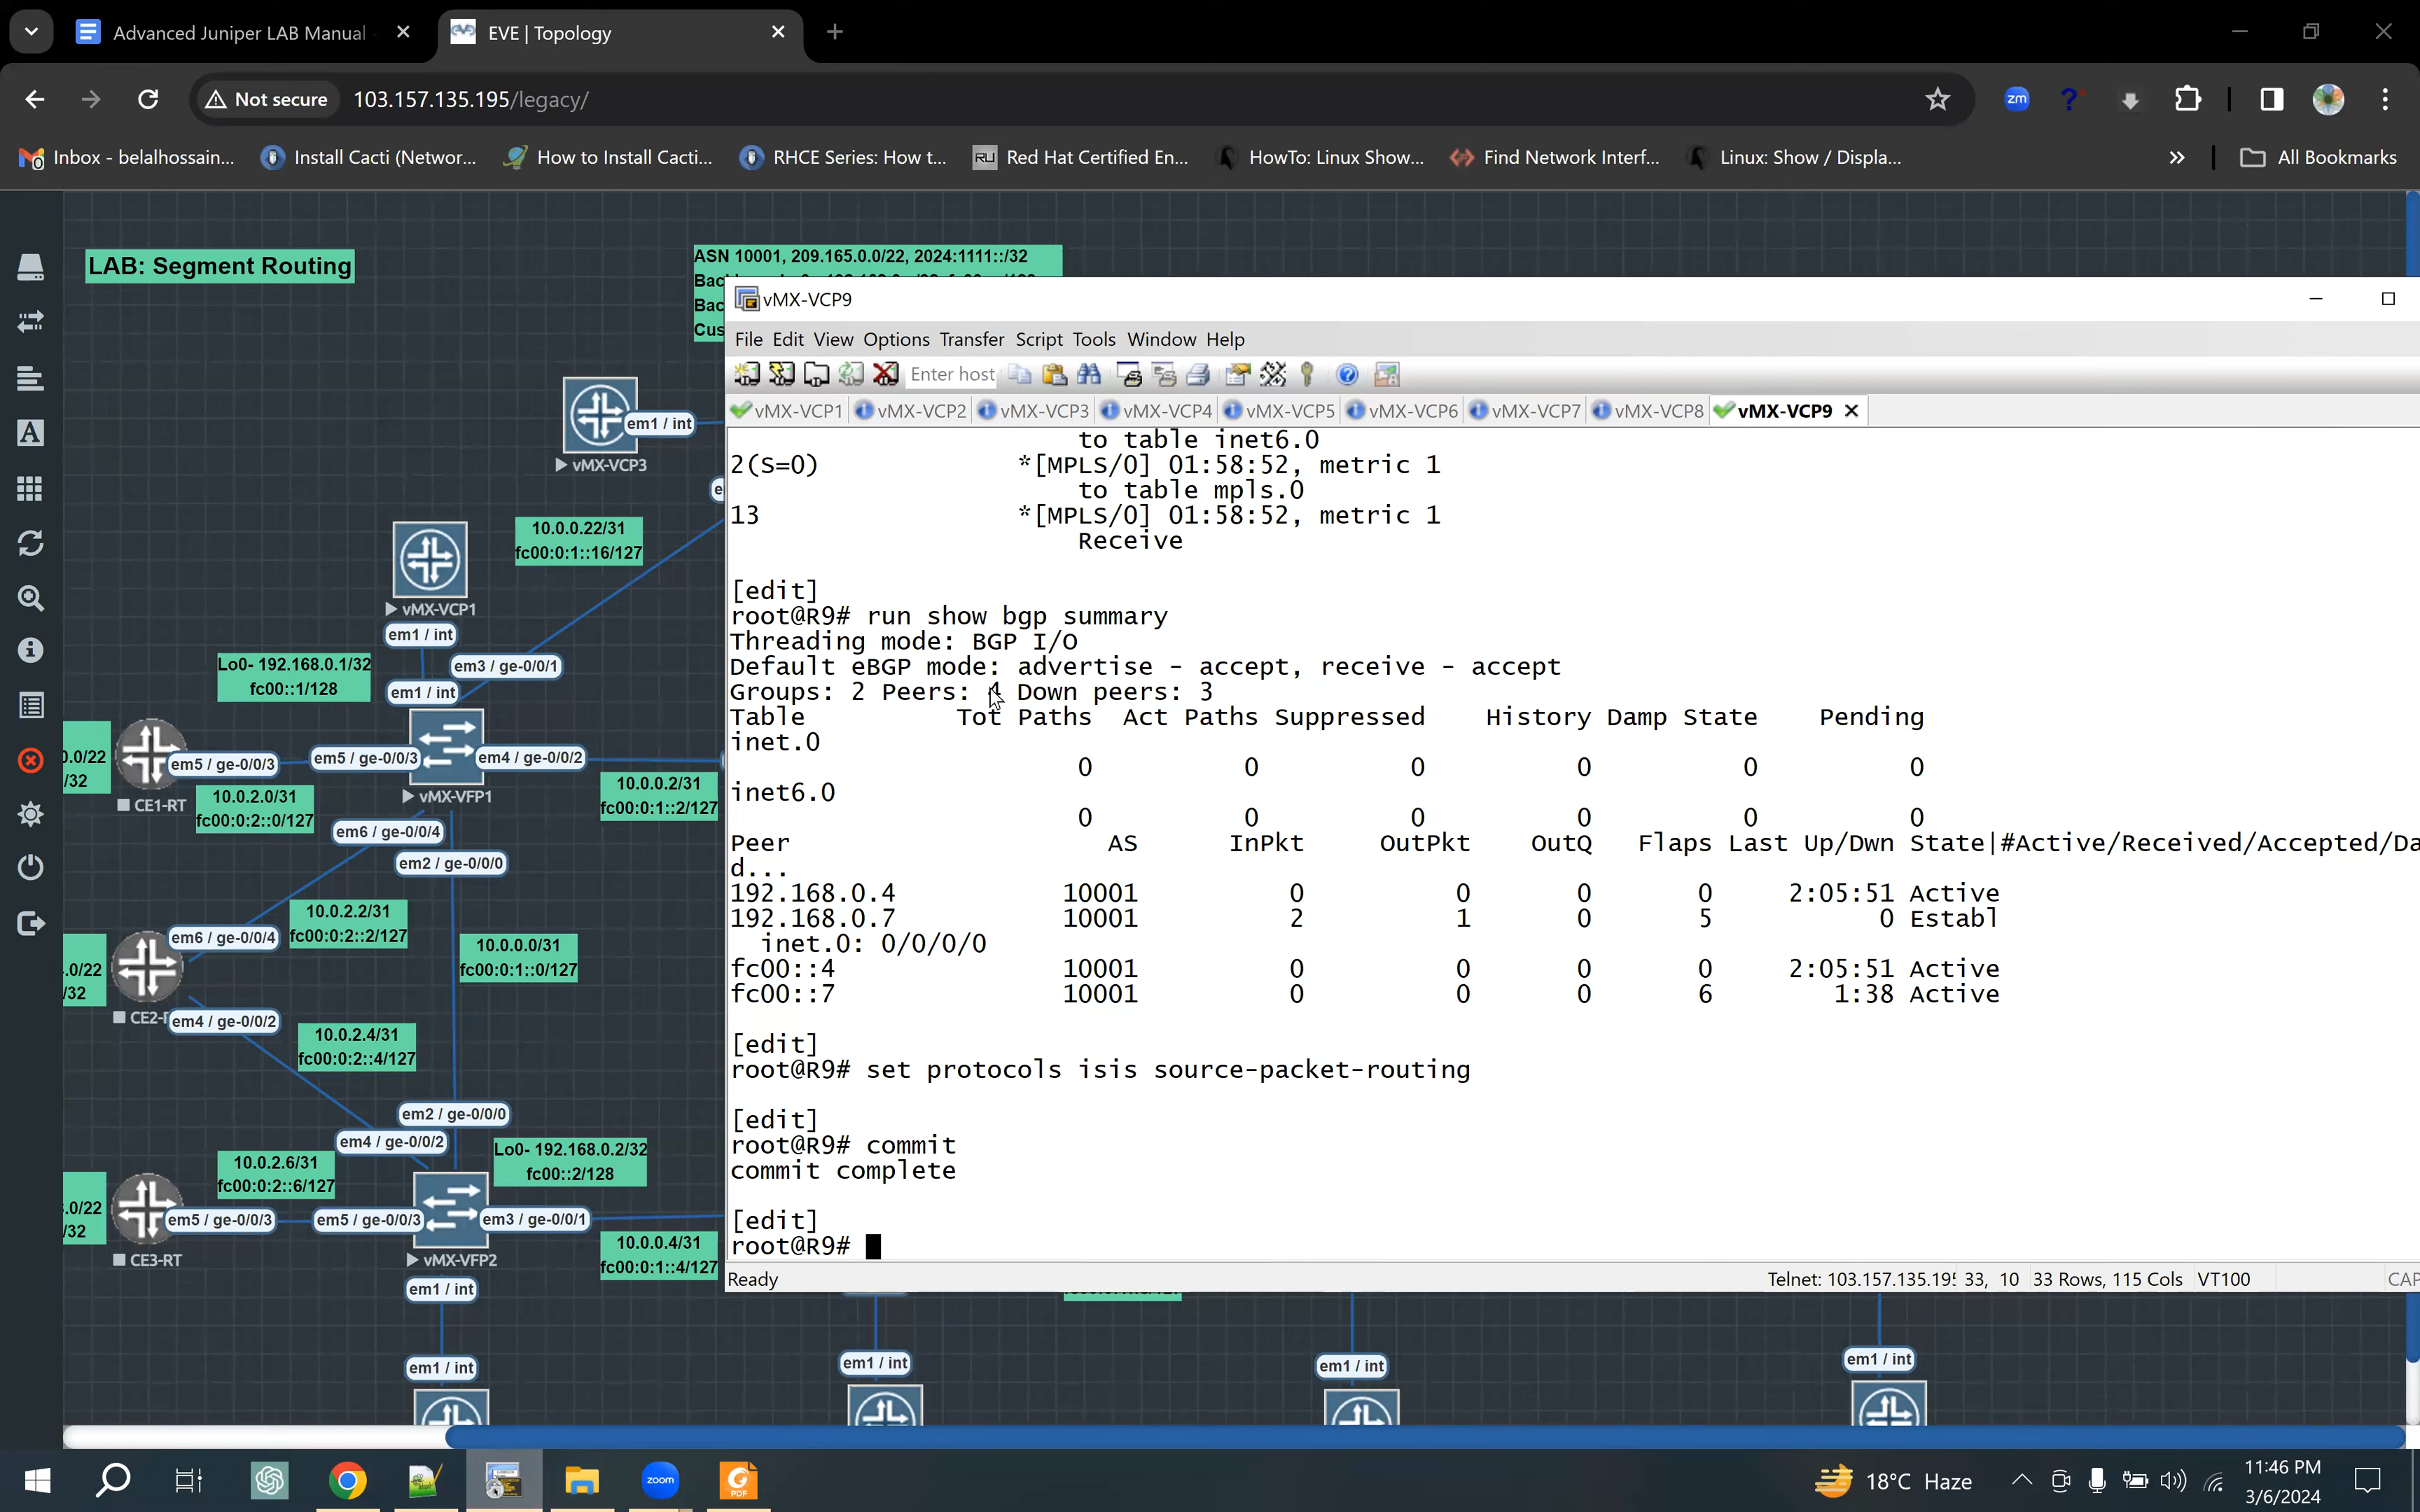 Advanced Juniper LAB Manual -
EVE | Topology
Not secure
103.157.135.195/legacy/
zm
Inbox - belalhossain...
Install Cacti (Networ...
How to Install Cacti...
RHCE Series: How t...
RU
Red Hat Certified En...
HowTo: Linux Show...
Find Network Interf...
Linux: Show / Displa...
All Bookmarks
LAB: Segment Routing
ASN 10001, 209.165.0.0/22, 2024:1111::/32
Bac
Bac
Cus
em1 / int
vMX-VCP3
10.0.0.22/31
fc00:0:1::16/127
vMX-VCP1
em1 / int
Lo0- 192.168.0.1/32
fc00::1/128
em3 / ge-0/0/1
em1 / int
.0/22
/32
em5 / ge-0/0/3
em5 / ge-0/0/3
em4 / ge-0/0/2
CE1-RT
10.0.2.0/31
fc00:0:2::0/127
vMX-VFP1
10.0.0.2/31
fc00:0:1::2/127
em6 / ge-0/0/4
em2 / ge-0/0/0
10.0.2.2/31
fc00:0:2::2/127
em6 / ge-0/0/4
10.0.0.0/31
fc00:0:1::0/127
.0/22
/32
CE2-
em4 / ge-0/0/2
10.0.2.4/31
fc00:0:2::4/127
em2 / ge-0/0/0
em4 / ge-0/0/2
Lo0- 192.168.0.2/32
fc00::2/128
10.0.2.6/31
fc00:0:2::6/127
.0/22
/32
em5 / ge-0/0/3
em5 / ge-0/0/3
em3 / ge-0/0/1
CE3-RT
vMX-VFP2
10.0.0.4/31
fc00:0:1::4/127
em1 / int
em1 / int
em1 / int
em1 / int
em1 / int
vMX-VCP9
File Edit View Options Transfer Script Tools Window Help
Enter host
vMX-VCP1 vMX-VCP2 vMX-VCP3 vMX-VCP4 vMX-VCP5 vMX-VCP6 vMX-VCP7 vMX-VCP8 vMX-VCP9
to table inet6.0
2(S=0) *[MPLS/0] 01:58:52, metric 1
to table mpls.0
13 *[MPLS/0] 01:58:52, metric 1
Receive
[edit]
root@R9# run show bgp summary
Threading mode: BGP I/O
Default eBGP mode: advertise - accept, receive - accept
Groups: 2 Peers: 4 Down peers: 3
Table Tot Paths Act Paths Suppressed History Damp State Pending
inet.0
0 0 0 0 0 0
inet6.0
0 0 0 0 0 0
Peer AS InPkt OutPkt OutQ Flaps Last Up/Dwn State|#Active/Received/Accepted/Da
d...
192.168.0.4 10001 0 0 0 0 2:05:51 Active
192.168.0.7 10001 2 1 0 5 0 Establ
inet.0: 0/0/0/0
fc00::4 10001 0 0 0 0 2:05:51 Active
fc00::7 10001 0 0 0 6 1:38 Active
[edit]
root@R9# set protocols isis source-packet-routing
[edit]
root@R9# commit
commit complete
[edit]
root@R9#
Ready
Telnet: 103.157.135.195 33, 10 33 Rows, 115 Cols VT100 CAP
zoom
PDF
18°C Haze
11:46 PM
3/6/2024